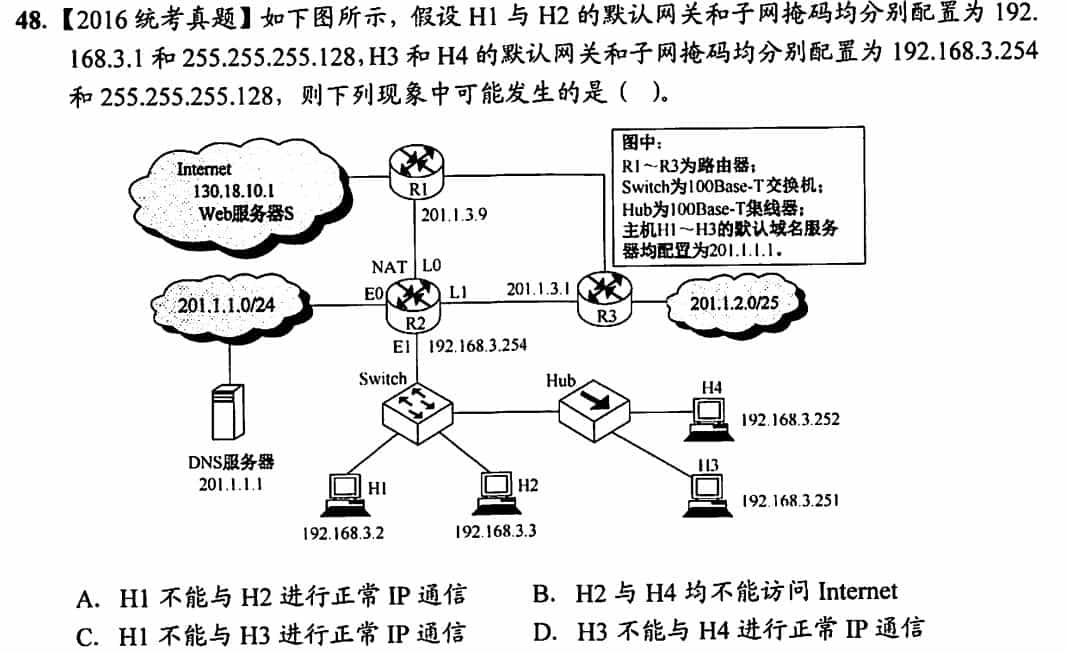 48.【2016 统考真题】如下图所示，假设 H1 与 H2 的默认网关和子网掩码均分别配置为 192.
168.3.1 和 255.255.255.128，H3 和 H4 的默认网关和子网掩码均分别配置为 192.168.3.254
和 255.255.255.128，则下列现象中可能发生的是（ ）。
图中：
R1～R3为路由器；
Switch为100Base-T交换机；
Hub为100Base-T集线器；
主机H1～H3的默认域名服务
器均配置为201.1.1.1。
Internet
130.18.10.1
Web服务器S
R1
201.1.3.9
NAT
L0
E0
L1
201.1.3.1
201.1.1.0/24
R2
R3
201.1.2.0/25
E1
192.168.3.254
Switch
Hub
H4
192.168.3.252
DNS服务器
201.1.1.1
H1
H2
H3
192.168.3.251
192.168.3.2
192.168.3.3
A. H1 不能与 H2 进行正常 IP 通信
B. H2 与 H4 均不能访问 Internet
C. H1 不能与 H3 进行正常 IP 通信
D. H3 不能与 H4 进行正常 IP 通信